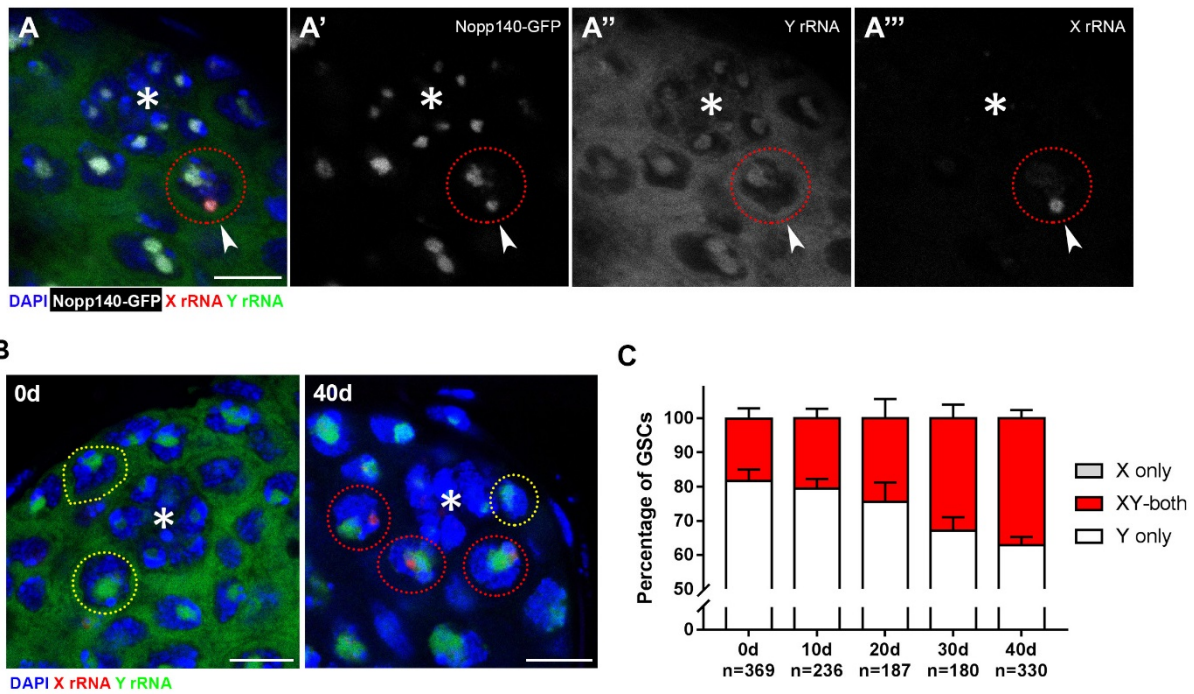 A
A'
Nopp140-GFP
A''
Y rRNA
A'''
X rRNA
*
*
*
*
DAPI Nopp140-GFP X rRNA Y rRNA
B
0d
40d
*
*
DAPI X rRNA Y rRNA
C
Percentage of GSCs
100
90
80
70
60
50
0
0d 10d 20d 30d 40d
n=369 n=236 n=187 n=180 n=330
X only
XY-both
Y only